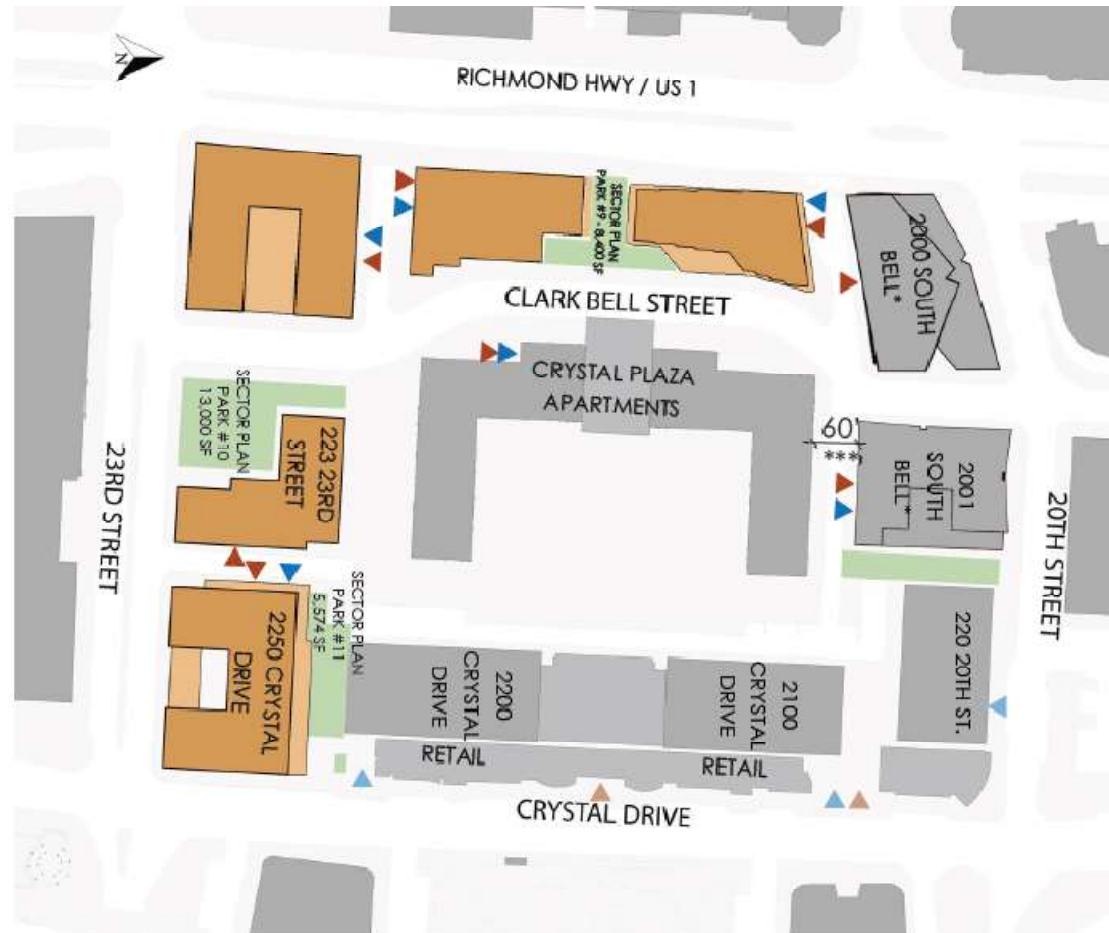 N
RICHMOND HWY / US 1
SECTOR PLAN
PARK #9 - 8,400 SF
2000 SOUTH
BELL*
CLARK BELL STREET
CRYSTAL PLAZA
APARTMENTS
60'
***
2001
SOUTH
BELL*
SECTOR PLAN
PARK #10
13,000 SF
223 23RD
STREET
23RD STREET
20TH STREET
SECTOR PLAN
PARK #11
5,574 SF
2250 CRYSTAL
DRIVE
2200
CRYSTAL
DRIVE
2100
CRYSTAL
DRIVE
220 20TH ST.
RETAIL
RETAIL
CRYSTAL DRIVE